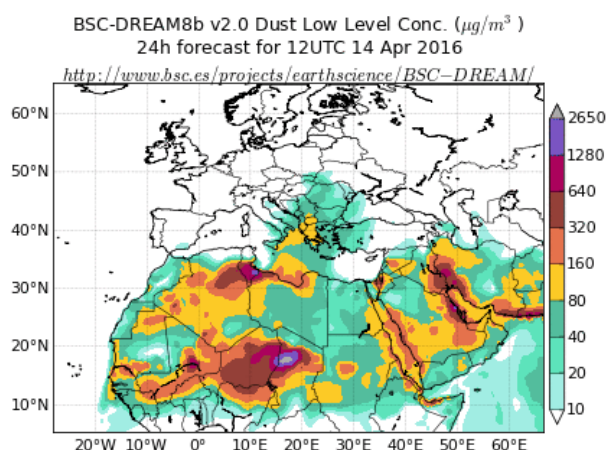 BSC-DREAM8b v2.0 Dust Low Level Conc. (μg/m³ )
24h forecast for 12UTC 14 Apr 2016
http://www.bsc.es/projects/earthscience/BSC−DREAM/
60°N
50°N
40°N
30°N
20°N
10°N
20°W 10°W 0° 10°E 20°E 30°E 40°E 50°E 60°E
2650
1280
640
320
160
80
40
20
10